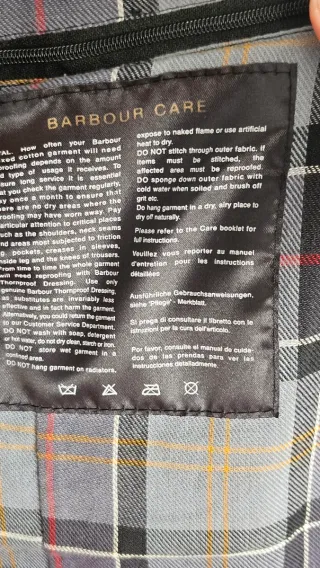 BARBOUR CARE
How often your Barbour
cotton garment will need
reproofing depends on the amount
and type of usage it receives. To
ensure long service it is essential
that you check the garment regularly.
Say once a month to ensure that
there are no dry areas where the
proofing may have worn away. Pay
particular attention to critical places
such as the shoulders, neck seams
and areas most subjected to friction
pockets, creases in sleeves,
inside leg and the knees of trousers.
From time to time the whole garment
will need reproofing with Barbour
Thornproof Dressing. Use only
genuine Barbour Thornproof Dressing,
as substitutes are invariably less
effective and in fact harm the garment.
Alternatively, you could return the garment
to our Customer Service Department.
DO NOT wash with soap, detergent
or hot water, do not dry clean, starch or iron.
DO NOT store wet garment in a
confined area.
DO NOT hang garment on radiators,
expose to naked flame or use artificial
heat to dry.
DO NOT stitch through outer fabric. If
items must be stitched, the
affected area must be reproofed.
DO sponge down outer fabric with
cold water when soiled and brush off
grit etc.
Do hang garment in a dry, airy place to
dry off naturally.
Please refer to the Care booklet for
full instructions.
Veuillez vous reporter au manuel
d'entretien pour les instructions
détaillées
Ausführliche Gebrauchsanweisungen,
siehe "Pflege" - Merkblatt.
Si prega di consultare il libretto con le
istruzioni per la cura dell'articolo.
Por favor, consulte el manual de cuida-
dos de las prendas para ver las
instrucciones detalladas.